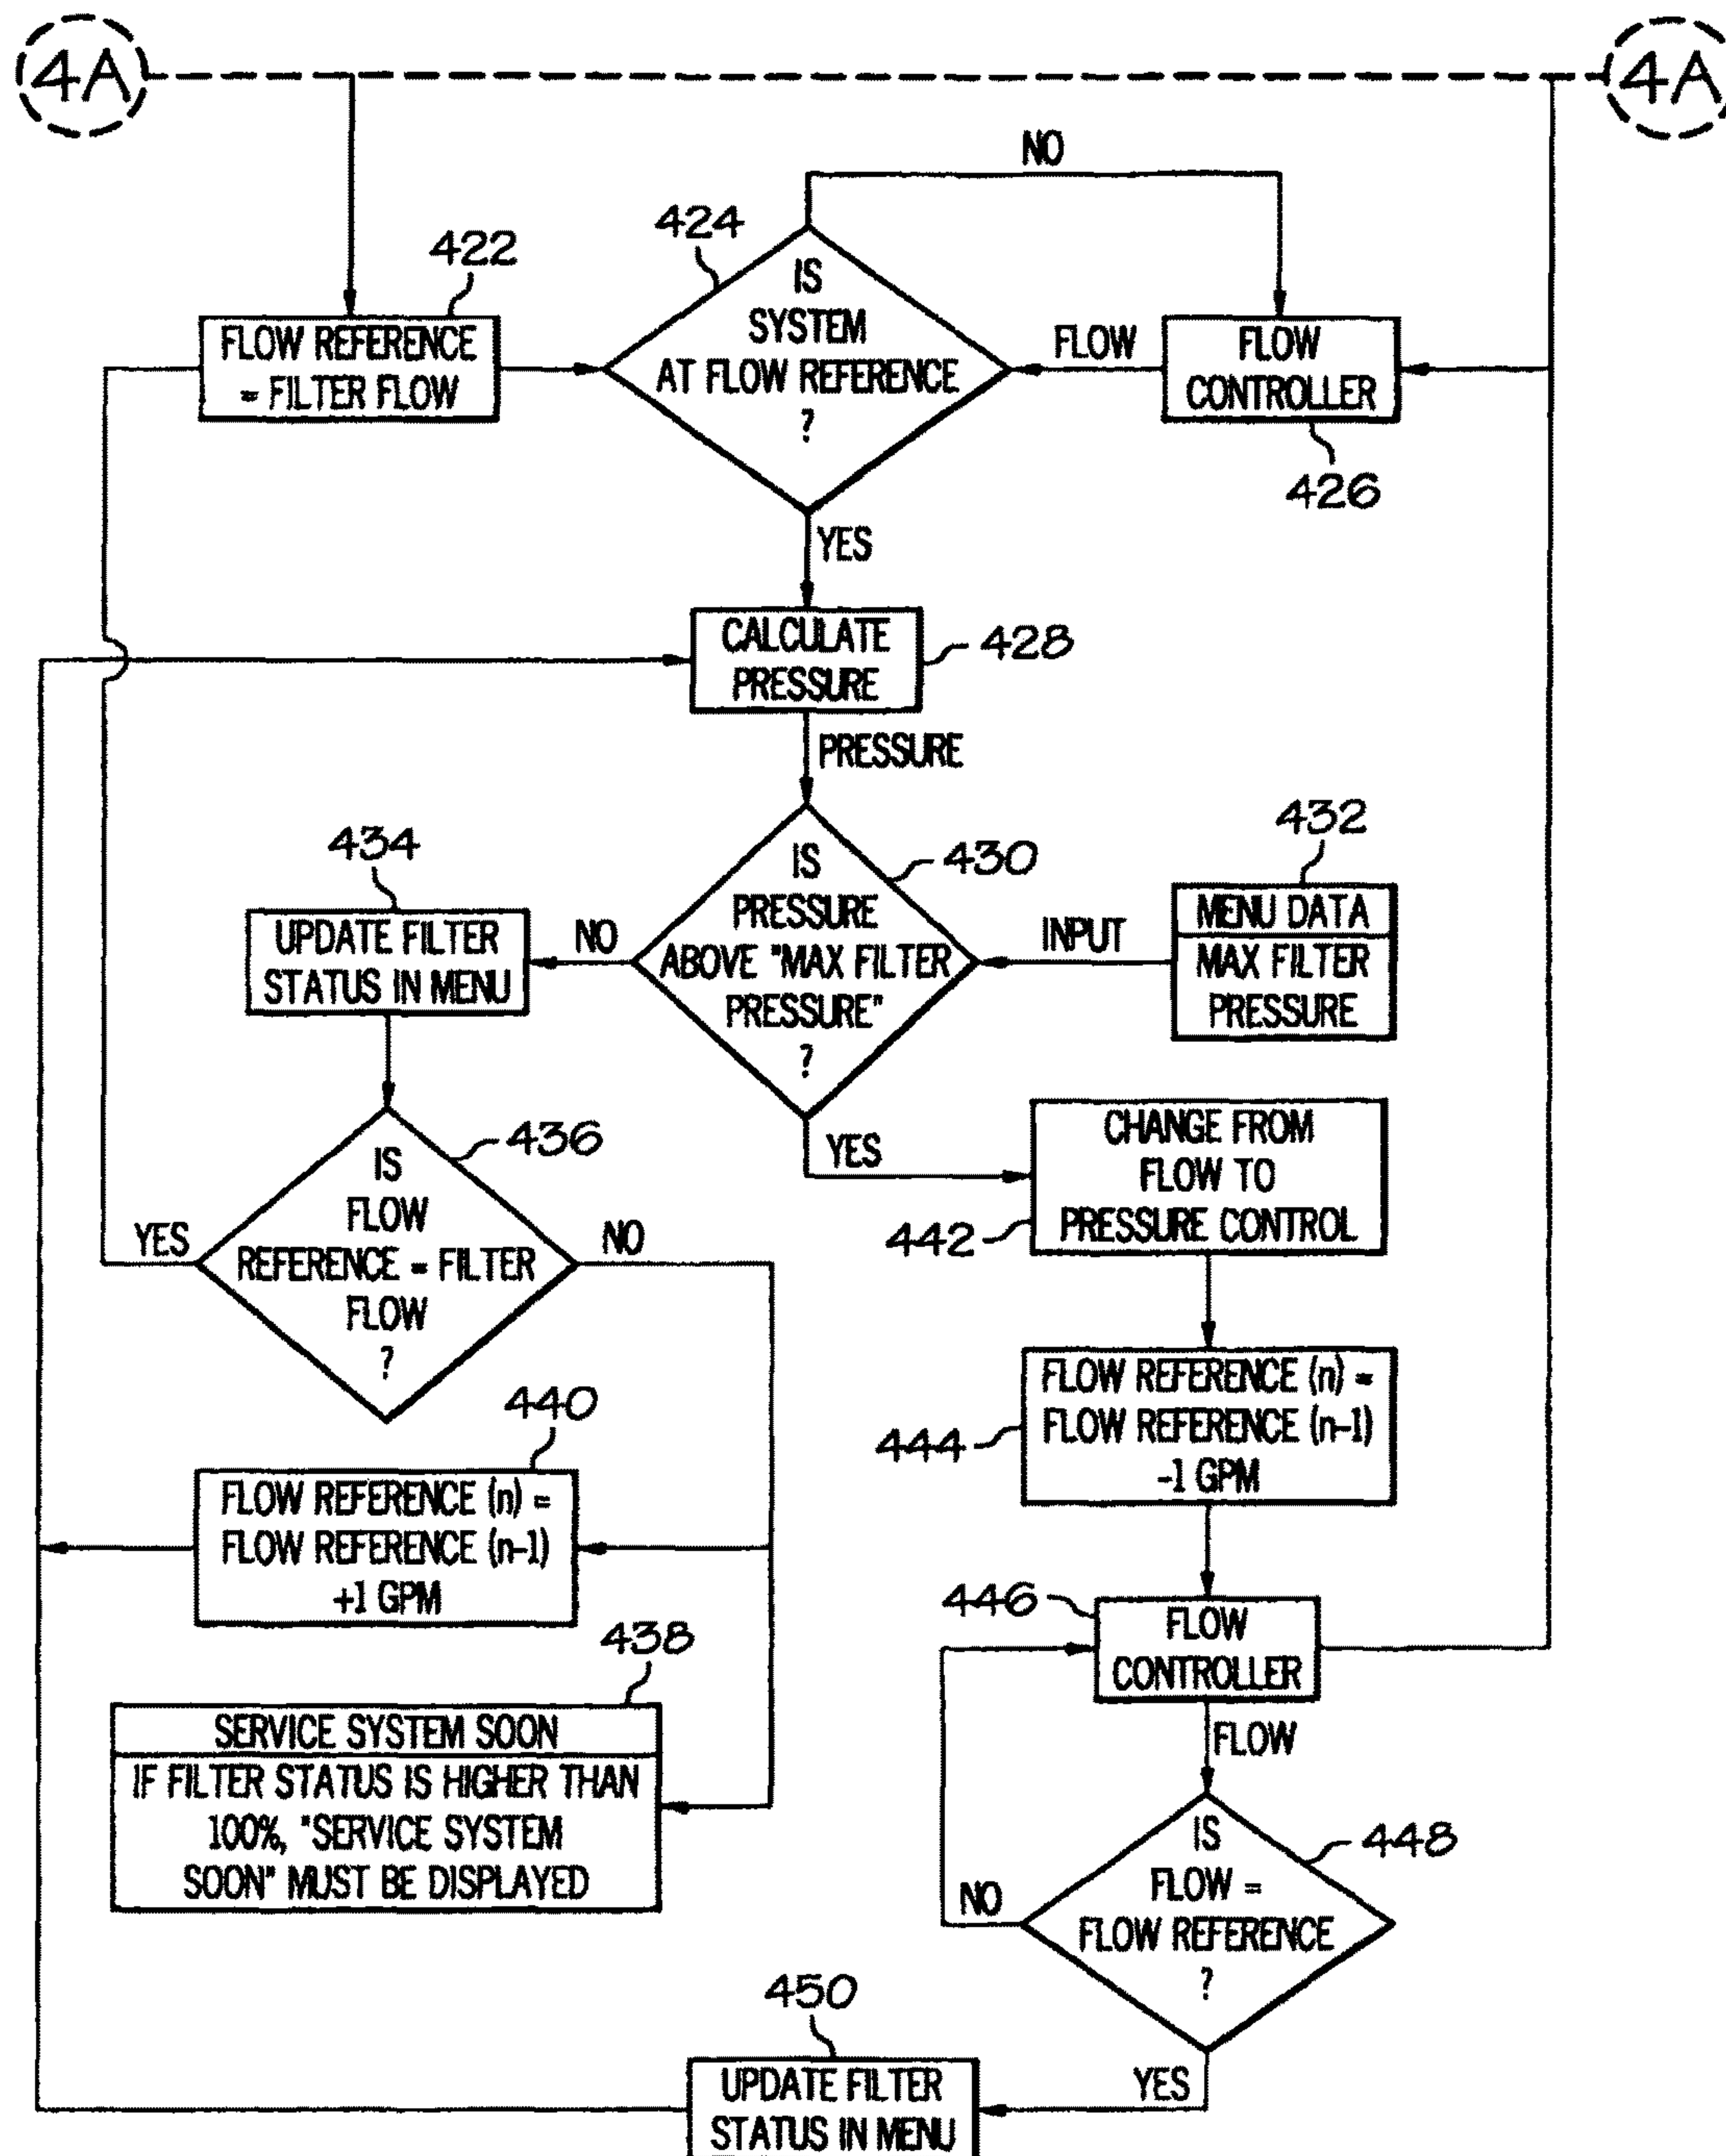 4A
4A
NO
424
422
IS
SYSTEM
AT FLOW REFERENCE
?
FLOW REFERENCE
= FILTER FLOW
FLOW
FLOW
CONTROLLER
426
YES
CALCULATE
PRESSURE
428
PRESSURE
432
434
430
IS
PRESSURE
ABOVE "MAX FILTER
PRESSURE"
?
MENU DATA
MAX FILTER
PRESSURE
INPUT
NO
UPDATE FILTER
STATUS IN MENU
YES
CHANGE FROM
FLOW TO
PRESSURE CONTROL
442
436
IS
FLOW
REFERENCE = FILTER
FLOW
?
YES
NO
FLOW REFERENCE (n) =
FLOW REFERENCE (n-1)
-1 GPM
444
440
FLOW REFERENCE (n) =
FLOW REFERENCE (n-1)
+1 GPM
446
FLOW
CONTROLLER
438
SERVICE SYSTEM SOON
IF FILTER STATUS IS HIGHER THAN
100%, "SERVICE SYSTEM
SOON" MUST BE DISPLAYED
FLOW
448
IS
FLOW =
FLOW REFERENCE
?
NO
450
YES
UPDATE FILTER
STATUS IN MENU